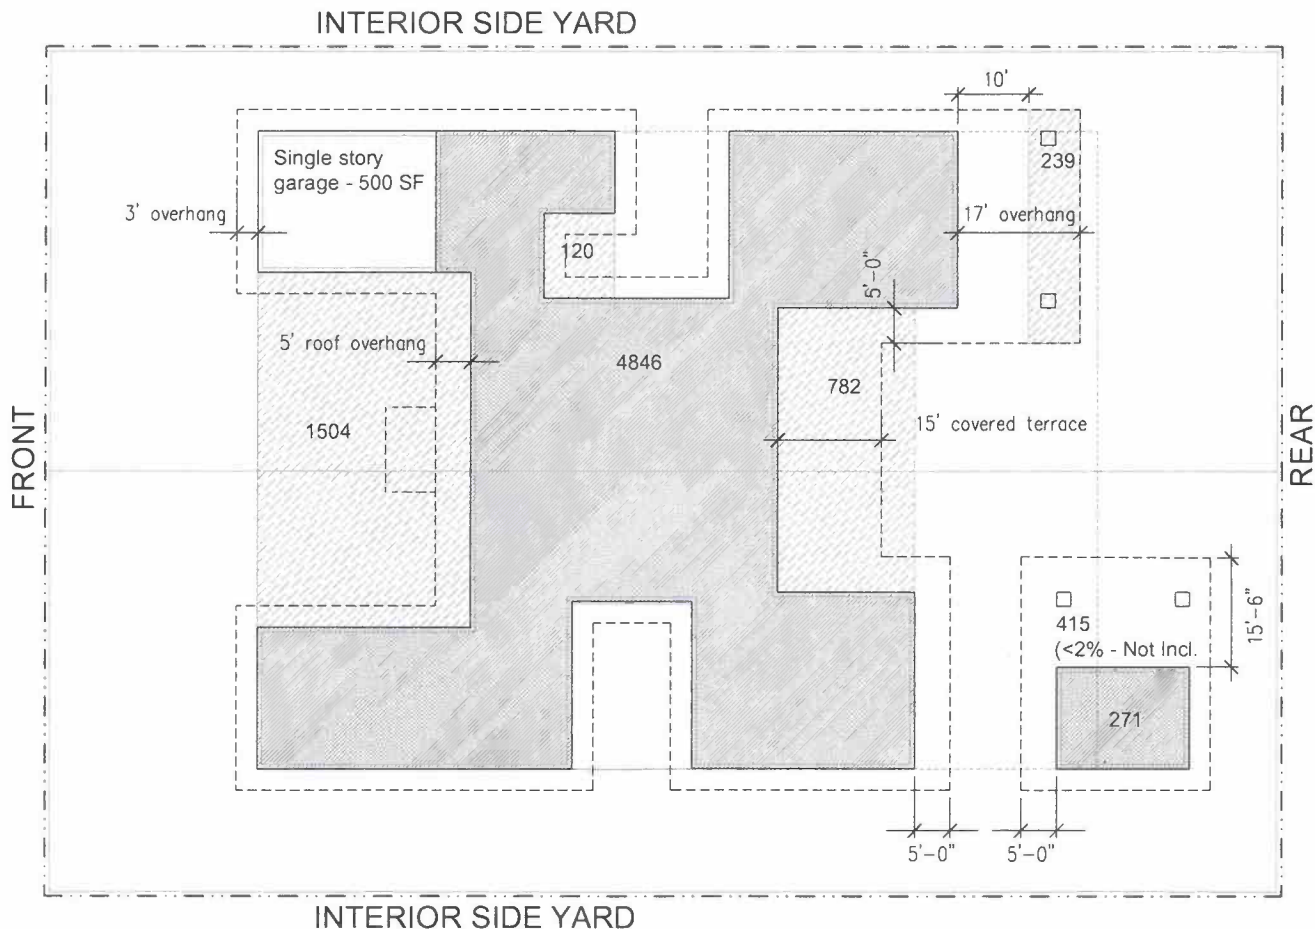 INTERIOR SIDE YARD
10'
Single story
garage - 500 SF
239
3' overhang
17' overhang
120
5'-0"
5' roof overhang
4846
782
1504
15' covered terrace
FRONT
REAR
415
(<2% - Not Incl.
15'-6"
271
5'-0"
5'-0"
INTERIOR SIDE YARD